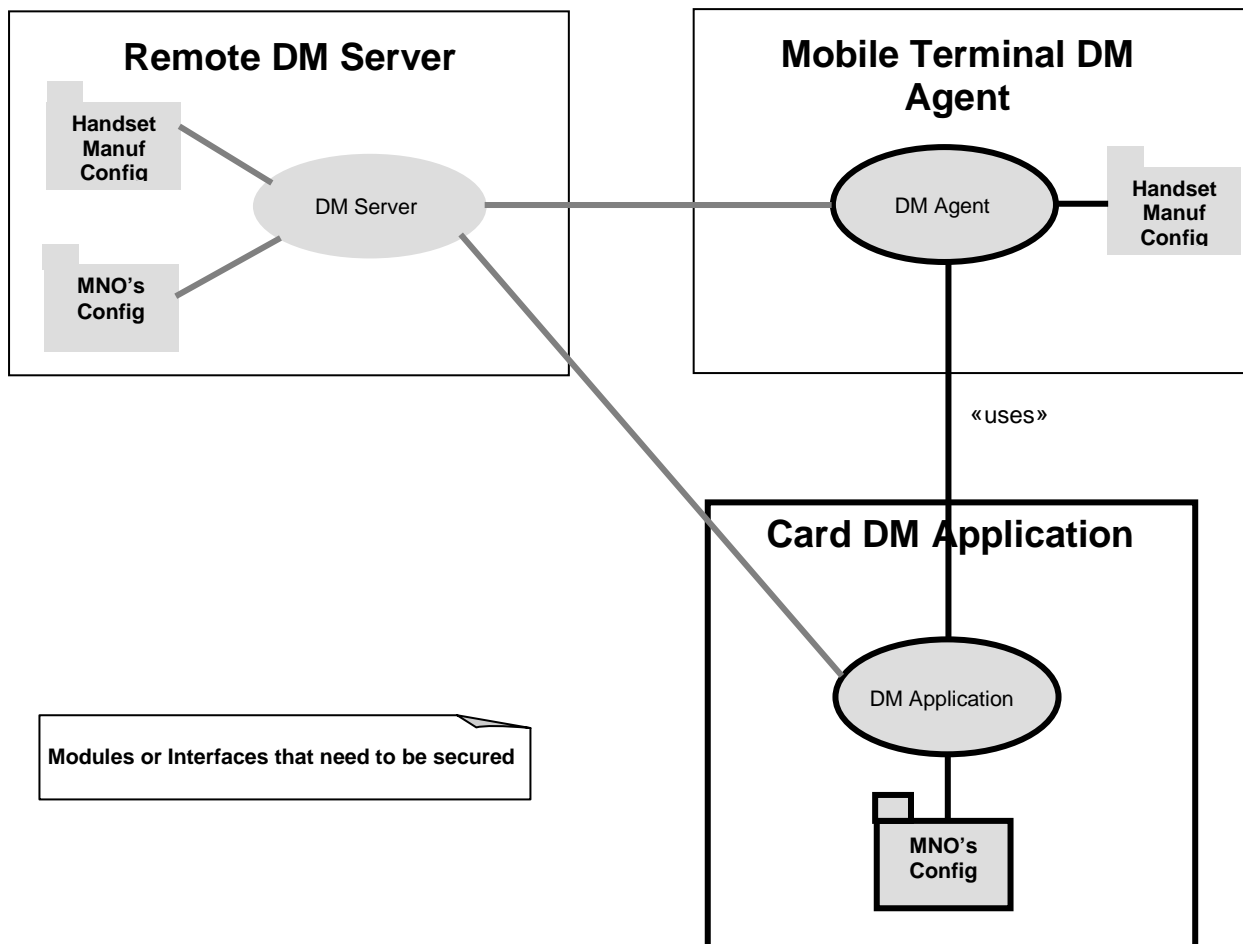 Remote DM Server
Handset
Manuf
Config
DM Server
MNO's
Config
Mobile Terminal DM
Agent
DM Agent
Handset
Manuf
Config
«uses»
Card DM Application
DM Application
MNO's
Config
Modules or Interfaces that need to be secured